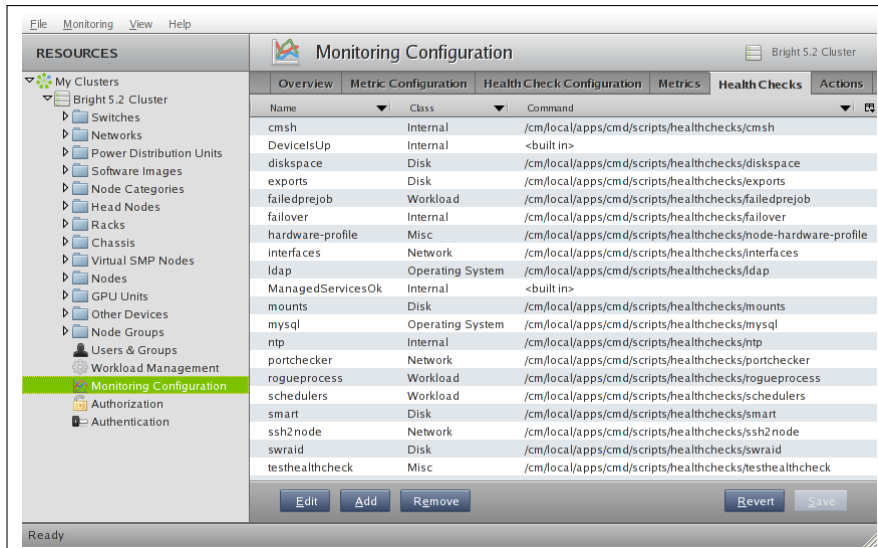 File Monitoring View Help
RESOURCES
My Clusters
Bright 5.2 Cluster
Switches
Networks
Power Distribution Units
Software Images
Node Categories
Head Nodes
Racks
Chassis
Virtual SMP Nodes
Nodes
GPU Units
Other Devices
Node Groups
Users & Groups
Workload Management
Monitoring Configuration
Authorization
Authentication
Monitoring Configuration
Bright 5.2 Cluster
Overview Metric Configuration Health Check Configuration Metrics Health Checks Actions
Name Class Command
cmsh Internal /cm/local/apps/cmd/scripts/healthchecks/cmsh
DeviceIsUp Internal <built in>
diskspace Disk /cm/local/apps/cmd/scripts/healthchecks/diskspace
exports Disk /cm/local/apps/cmd/scripts/healthchecks/exports
failedprejob Workload /cm/local/apps/cmd/scripts/healthchecks/failedprejob
failover Internal /cm/local/apps/cmd/scripts/healthchecks/failover
hardware-profile Misc /cm/local/apps/cmd/scripts/healthchecks/node-hardware-profile
interfaces Network /cm/local/apps/cmd/scripts/healthchecks/interfaces
ldap Operating System /cm/local/apps/cmd/scripts/healthchecks/ldap
ManagedServicesOk Internal <built in>
mounts Disk /cm/local/apps/cmd/scripts/healthchecks/mounts
mysql Operating System /cm/local/apps/cmd/scripts/healthchecks/mysql
ntp Internal /cm/local/apps/cmd/scripts/healthchecks/ntp
portchecker Network /cm/local/apps/cmd/scripts/healthchecks/portchecker
rogueprocess Workload /cm/local/apps/cmd/scripts/healthchecks/rogueprocess
schedulers Workload /cm/local/apps/cmd/scripts/healthchecks/schedulers
smart Disk /cm/local/apps/cmd/scripts/healthchecks/smart
ssh2node Network /cm/local/apps/cmd/scripts/healthchecks/ssh2node
swraid Disk /cm/local/apps/cmd/scripts/healthchecks/swraid
testhealthcheck Misc /cm/local/apps/cmd/scripts/healthchecks/testhealthcheck
Edit Add Remove Revert Save
Ready